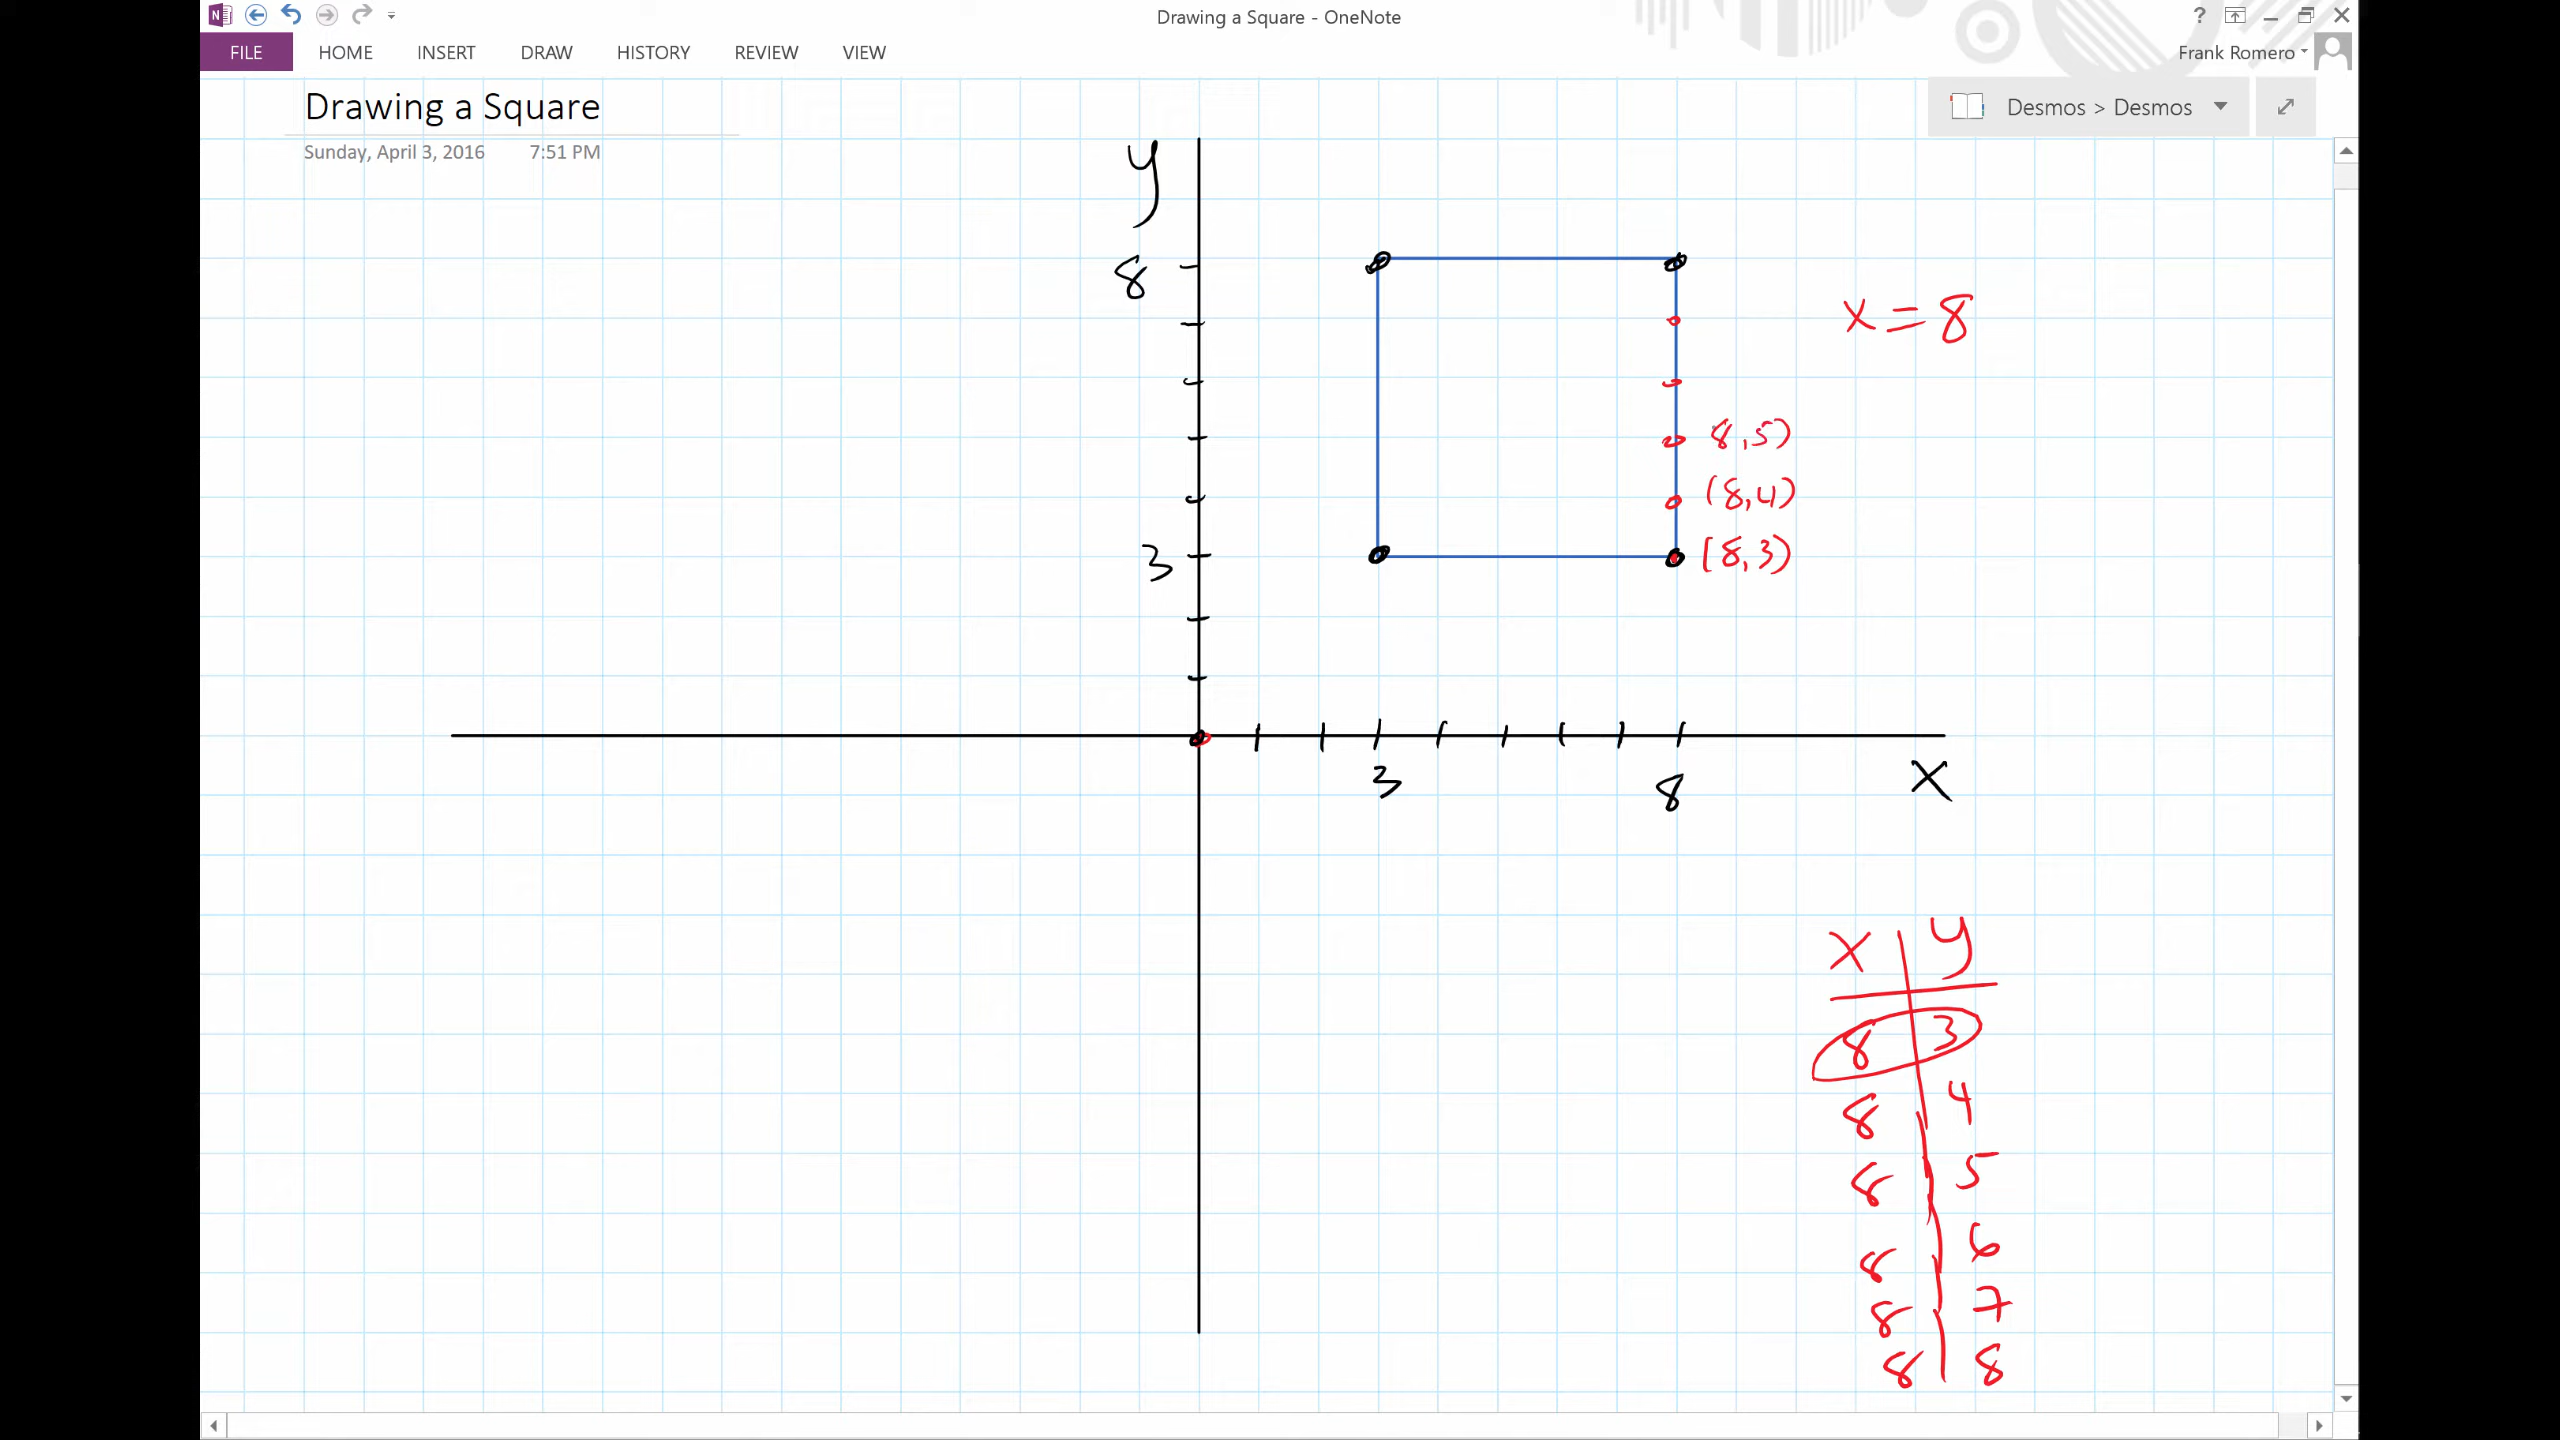 Drawing a Square - OneNote
?
FILE HOME INSERT DRAW HISTORY REVIEW VIEW
Frank Romero
Drawing a Square
Desmos > Desmos
Sunday, April 3, 2016 7:51 PM
y
8
x = 8
8,5)
(8,4)
3
(8,3)
3
8
x
x y
8 3
8 4
8 5
8 6
8 7
8 8